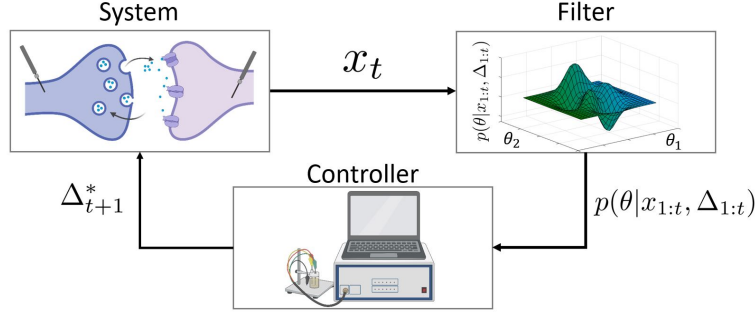 System
Filter
x_t
p(θ|x_{1:t}, Δ_{1:t})
θ_2
θ_1
Controller
Δ^*_{t+1}
p(θ|x_{1:t}, Δ_{1:t})